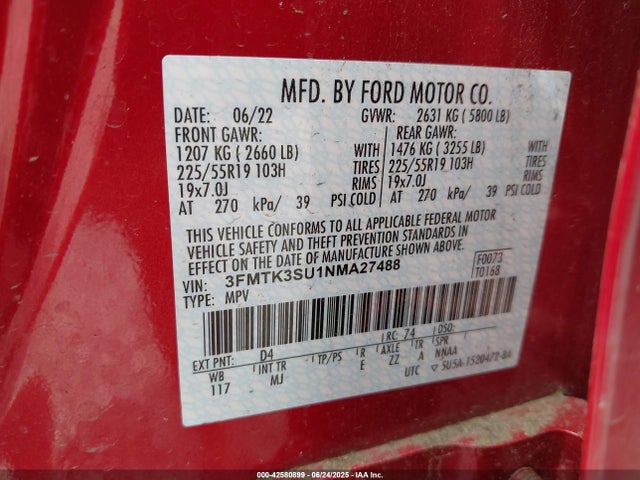 MFD. BY FORD MOTOR CO.
DATE: 06/22 GVWR: 2631 KG ( 5800 LB)
FRONT GAWR: REAR GAWR:
1207 KG ( 2660 LB) WITH 1476 KG ( 3255 LB) WITH
225/55R19 103H TIRES 225/55R19 103H TIRES
19x7.0J RIMS 19x7.0J RIMS
AT 270 kPa/ 39 PSI COLD AT 270 kPa/ 39 PSI COLD
THIS VEHICLE CONFORMS TO ALL APPLICABLE FEDERAL MOTOR
VEHICLE SAFETY AND THEFT PREVENTION STANDARDS IN
EFFECT ON THE DATE OF MANUFACTURE SHOWN ABOVE.
VIN: 3FMTK3SU1NMA27488 F0073
TYPE: MPV T0168
EXT PNT: D4 RC: 74 DSO:
WB INT TR TP/PS R AXLE TR SPR
117 MJ E ZZ A NNAA
UTC ▽ 5U5A-1520472-BA
000-42580899 - 06/24/2025 - IAA Inc.